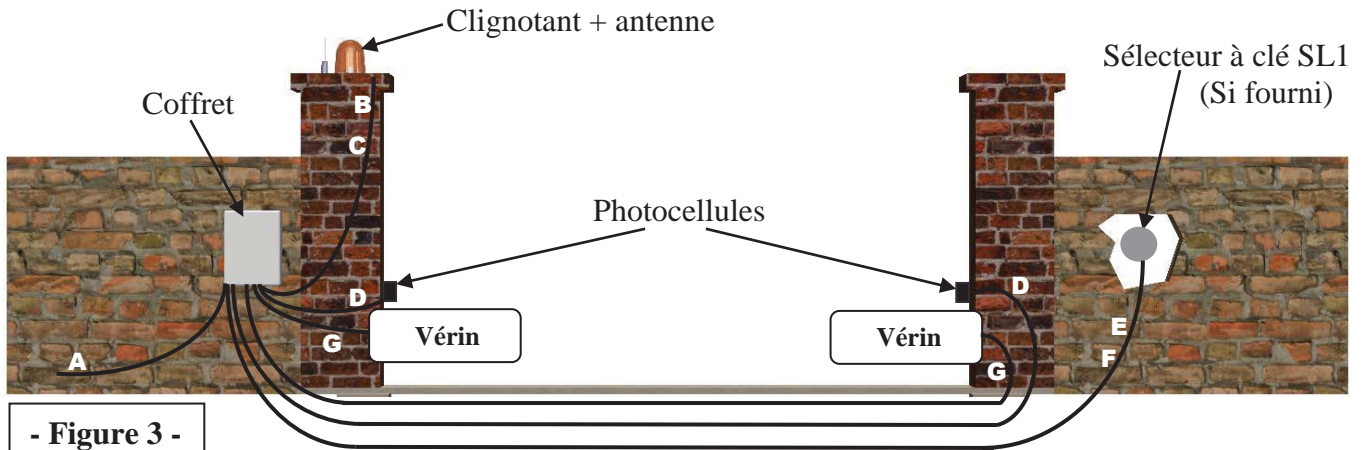 Clignotant + antenne
Sélecteur à clé SL1
(Si fourni)
Coffret
B
C
Photocellules
D
D
G
Vérin
Vérin
E
A
F
G
- Figure 3 -